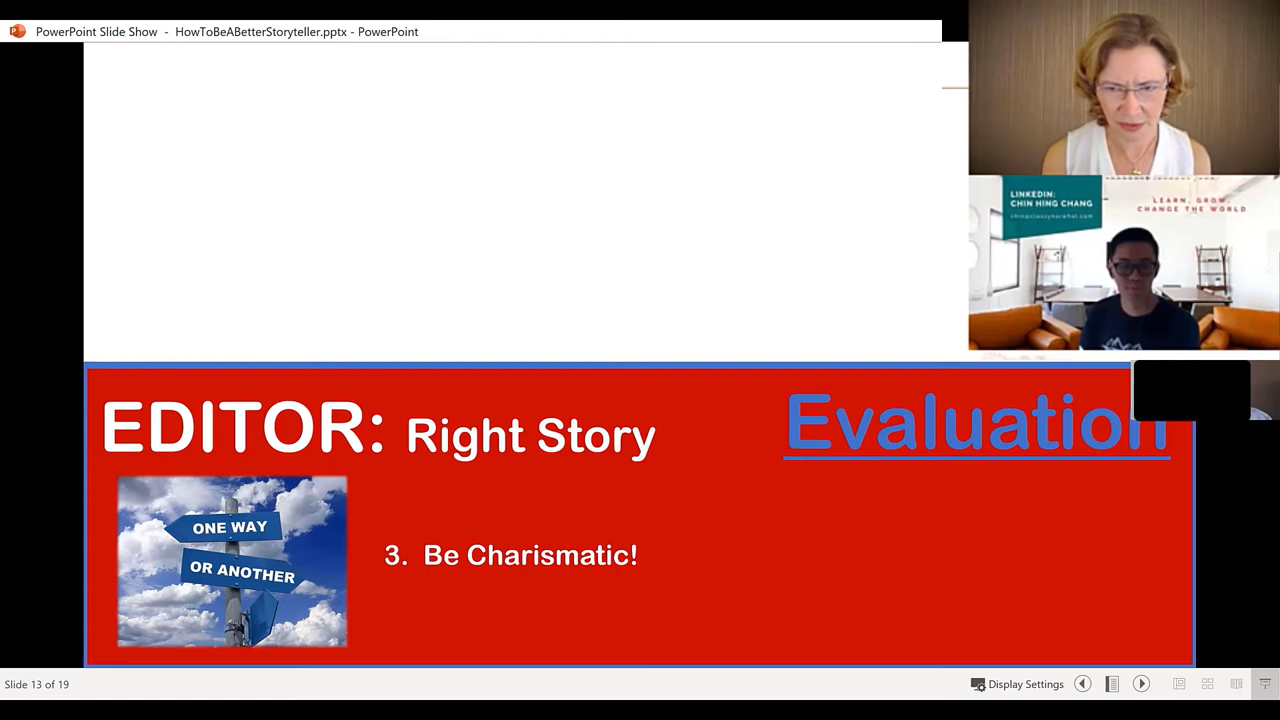 PowerPoint Slide Show - HowToBeABetterStoryteller.pptx - PowerPoint
LINKEDIN:
CHIN HING CHANG
LEARN, GROW,
CHANGE THE WORLD
EDITOR: Right Story
Evaluation
ONE WAY
OR ANOTHER
3. Be Charismatic!
Slide 13 of 19
Display Settings